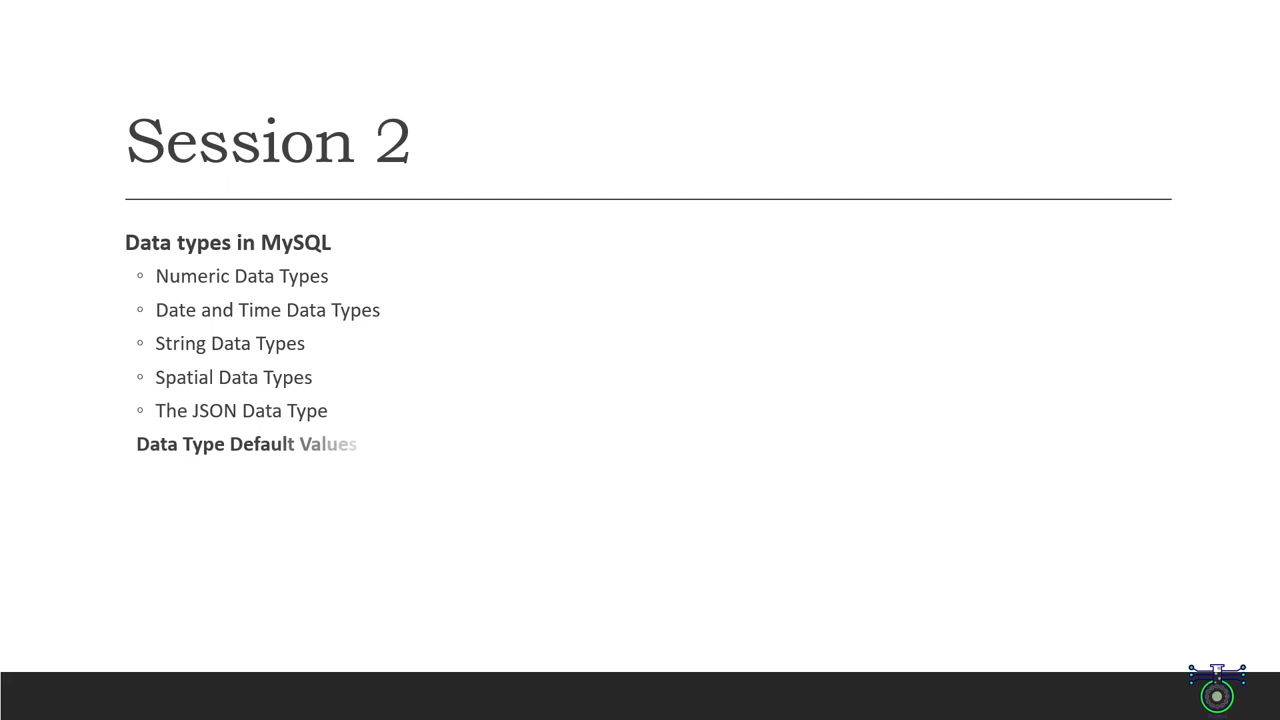 Session 2
Data types in MySQL
◦ Numeric Data Types
◦ Date and Time Data Types
◦ String Data Types
◦ Spatial Data Types
◦ The JSON Data Type
Data Type Default Values